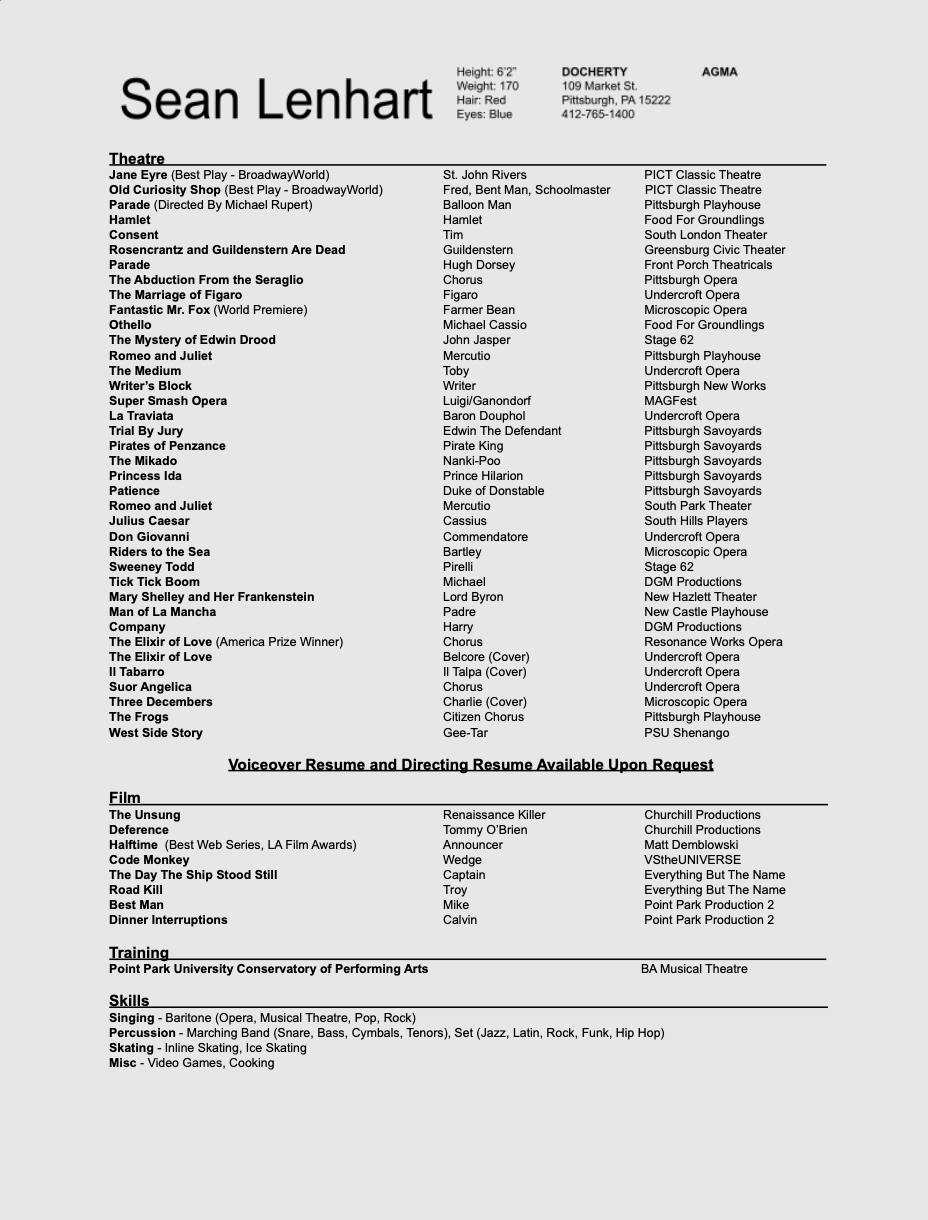 Sean Lenhart
Height: 6'2" DOCHERTY AGMA
Weight: 170 109 Market St.
Hair: Red Pittsburgh, PA 15222
Eyes: Blue 412-765-1400
Theatre
Jane Eyre (Best Play - BroadwayWorld) St. John Rivers PICT Classic Theatre
Old Curiosity Shop (Best Play - BroadwayWorld) Fred, Bent Man, Schoolmaster PICT Classic Theatre
Parade (Directed By Michael Rupert) Balloon Man Pittsburgh Playhouse
Hamlet Hamlet Food For Groundlings
Consent Tim South London Theater
Rosencrantz and Guildenstern Are Dead Guildenstern Greensburg Civic Theater
Parade Hugh Dorsey Front Porch Theatricals
The Abduction From the Seraglio Chorus Pittsburgh Opera
The Marriage of Figaro Figaro Undercroft Opera
Fantastic Mr. Fox (World Premiere) Farmer Bean Microscopic Opera
Othello Michael Cassio Food For Groundlings
The Mystery of Edwin Drood John Jasper Stage 62
Romeo and Juliet Mercutio Pittsburgh Playhouse
The Medium Toby Undercroft Opera
Writer's Block Writer Pittsburgh New Works
Super Smash Opera Luigi/Ganondorf MAGFest
La Traviata Baron Douphol Undercroft Opera
Trial By Jury Edwin The Defendant Pittsburgh Savoyards
Pirates of Penzance Pirate King Pittsburgh Savoyards
The Mikado Nanki-Poo Pittsburgh Savoyards
Princess Ida Prince Hilarion Pittsburgh Savoyards
Patience Duke of Donstable Pittsburgh Savoyards
Romeo and Juliet Mercutio South Park Theater
Julius Caesar Cassius South Hills Players
Don Giovanni Commendatore Undercroft Opera
Riders to the Sea Bartley Microscopic Opera
Sweeney Todd Pirelli Stage 62
Tick Tick Boom Michael DGM Productions
Mary Shelley and Her Frankenstein Lord Byron New Hazlett Theater
Man of La Mancha Padre New Castle Playhouse
Company Harry DGM Productions
The Elixir of Love (America Prize Winner) Chorus Resonance Works Opera
The Elixir of Love Belcore (Cover) Undercroft Opera
Il Tabarro Il Talpa (Cover) Undercroft Opera
Suor Angelica Chorus Undercroft Opera
Three Decembers Charlie (Cover) Microscopic Opera
The Frogs Citizen Chorus Pittsburgh Playhouse
West Side Story Gee-Tar PSU Shenango
Voiceover Resume and Directing Resume Available Upon Request
Film
The Unsung Renaissance Killer Churchill Productions
Deference Tommy O'Brien Churchill Productions
Halftime (Best Web Series, LA Film Awards) Announcer Matt Demblowski
Code Monkey Wedge VStheUNIVERSE
The Day The Ship Stood Still Captain Everything But The Name
Road Kill Troy Everything But The Name
Best Man Mike Point Park Production 2
Dinner Interruptions Calvin Point Park Production 2
Training
Point Park University Conservatory of Performing Arts BA Musical Theatre
Skills
Singing - Baritone (Opera, Musical Theatre, Pop, Rock)
Percussion - Marching Band (Snare, Bass, Cymbals, Tenors), Set (Jazz, Latin, Rock, Funk, Hip Hop)
Skating - Inline Skating, Ice Skating
Misc - Video Games, Cooking